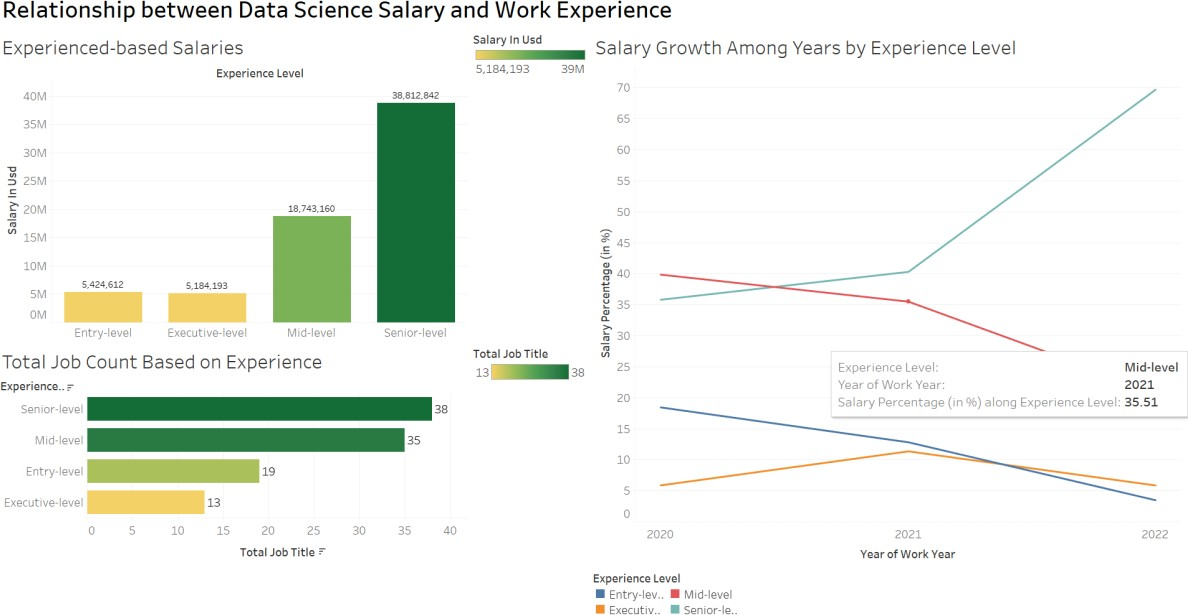 Relationship between Data Science Salary and Work Experience
Experienced-based Salaries
Experience Level
Salary In Usd
40M
35M
30M
25M
20M
15M
10M
5M
0M
5,424,612
5,184,193
18,743,160
38,812,842
Entry-level
Executive-level
Mid-level
Senior-level
Salary In Usd
5,184,193 39M
Total Job Count Based on Experience
Experience..
Senior-level 38
Mid-level 35
Entry-level 19
Executive-level 13
0 5 10 15 20 25 30 35 40
Total Job Title
Total Job Title
13 38
Salary Growth Among Years by Experience Level
Salary Percentage (in %)
70
65
60
55
50
45
40
35
30
25
20
15
10
5
0
Experience Level: Mid-level
Year of Work Year: 2021
Salary Percentage (in %) along Experience Level: 35.51
2020 2021 2022
Year of Work Year
Experience Level
Entry-lev.. Mid-level
Executiv.. Senior-le..